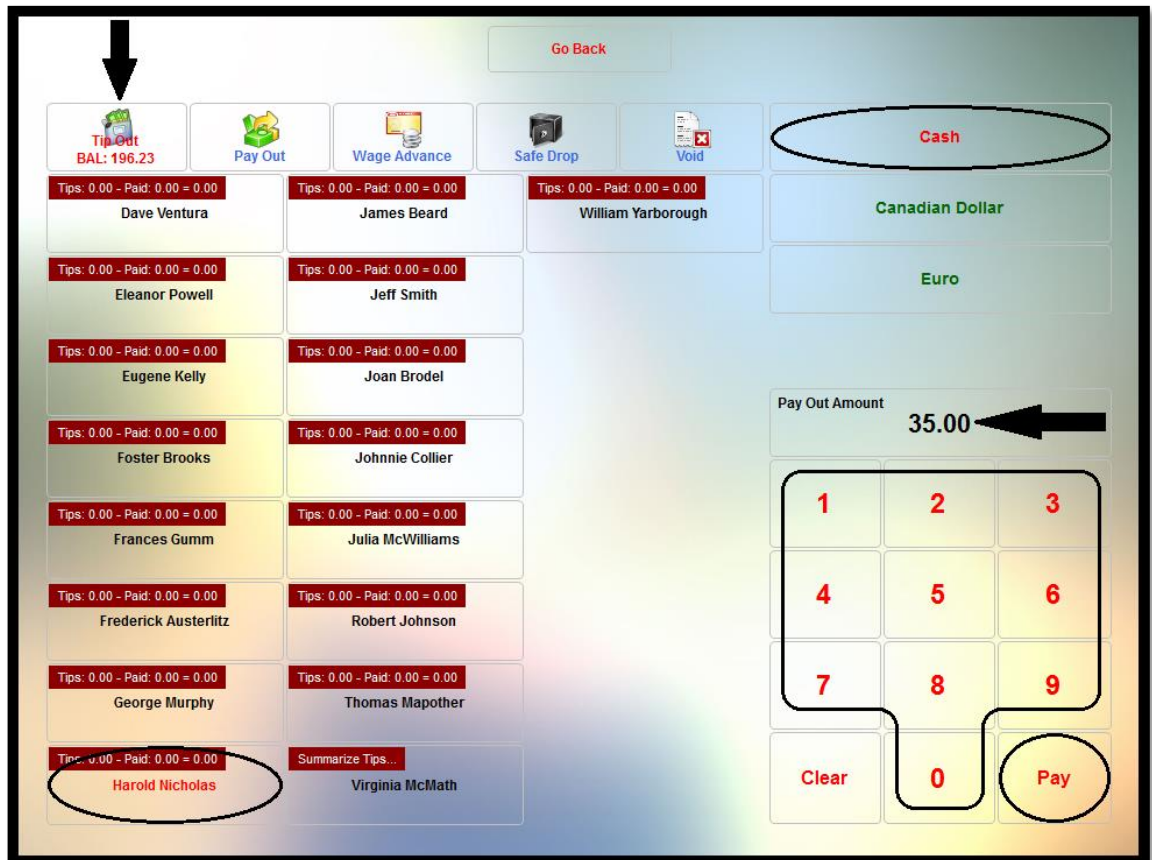 Go Back
Tip Out
BAL: 196.23
Pay Out
Wage Advance
Safe Drop
Void
Cash
Tips: 0.00 - Paid: 0.00 = 0.00
Dave Ventura
Tips: 0.00 - Paid: 0.00 = 0.00
James Beard
Tips: 0.00 - Paid: 0.00 = 0.00
William Yarborough
Canadian Dollar
Tips: 0.00 - Paid: 0.00 = 0.00
Eleanor Powell
Tips: 0.00 - Paid: 0.00 = 0.00
Jeff Smith
Euro
Tips: 0.00 - Paid: 0.00 = 0.00
Eugene Kelly
Tips: 0.00 - Paid: 0.00 = 0.00
Joan Brodel
Pay Out Amount
35.00
Tips: 0.00 - Paid: 0.00 = 0.00
Foster Brooks
Tips: 0.00 - Paid: 0.00 = 0.00
Johnnie Collier
Tips: 0.00 - Paid: 0.00 = 0.00
Frances Gumm
Tips: 0.00 - Paid: 0.00 = 0.00
Julia McWilliams
1 2 3
Tips: 0.00 - Paid: 0.00 = 0.00
Frederick Austerlitz
Tips: 0.00 - Paid: 0.00 = 0.00
Robert Johnson
4 5 6
Tips: 0.00 - Paid: 0.00 = 0.00
George Murphy
Tips: 0.00 - Paid: 0.00 = 0.00
Thomas Mapother
7 8 9
Tips: 0.00 - Paid: 0.00 = 0.00
Harold Nicholas
Summarize Tips...
Virginia McMath
Clear 0 Pay